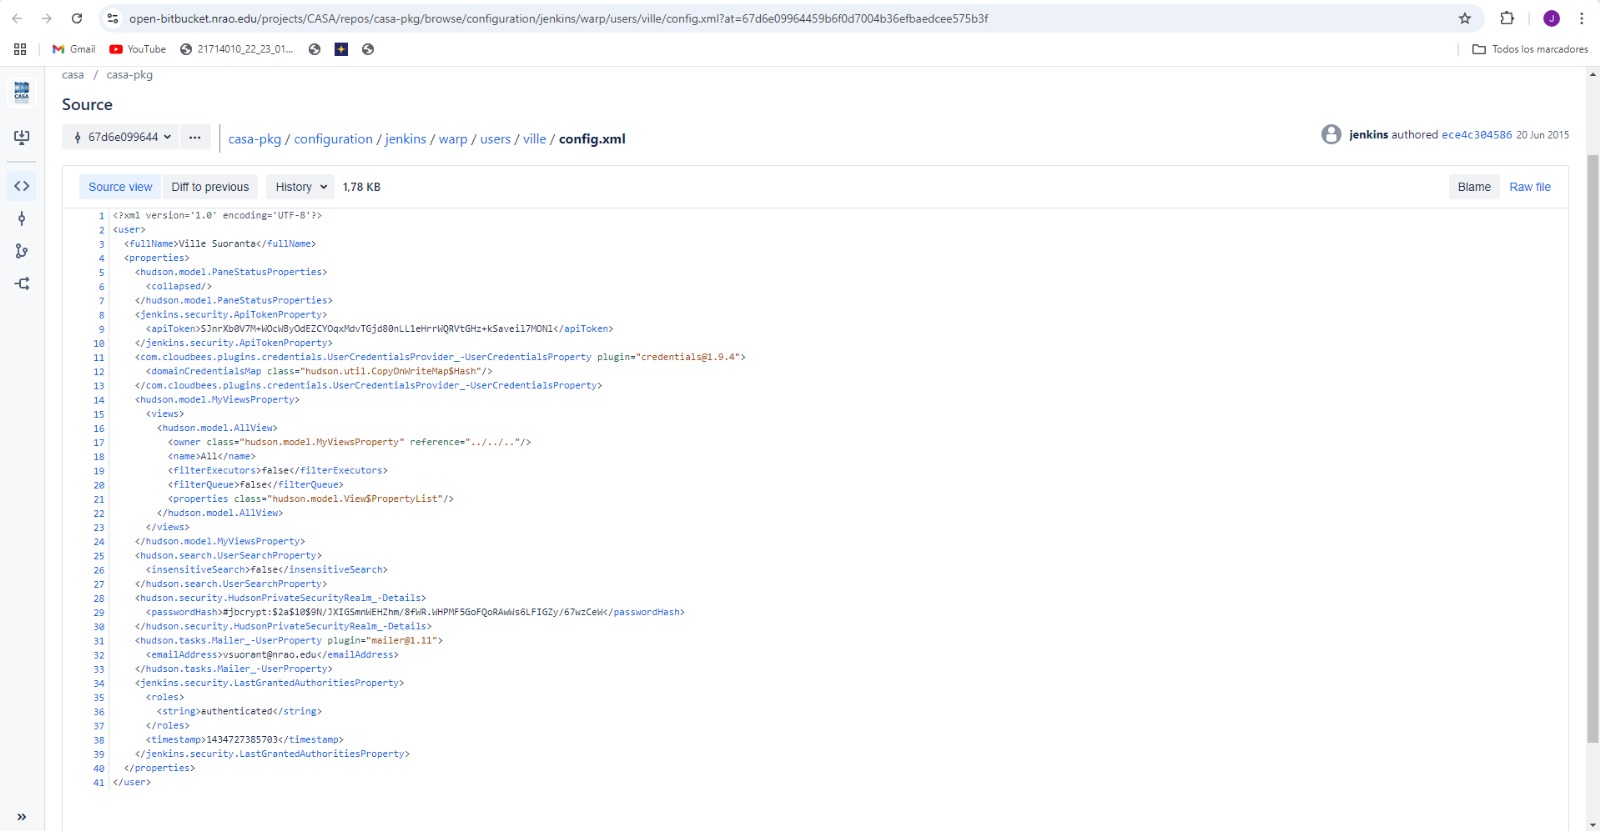 open-bitbucket.nrao.edu/projects/CASA/repos/casa-pkg/browse/configuration/jenkins/warp/users/ville/config.xml?at=67d6e09964459b6f0d7004b36efbaedcee575b3f
J
Gmail YouTube 21714010_22_23_01... Todos los marcadores
CASA
casa / casa-pkg
Source
67d6e099644 ... casa-pkg / configuration / jenkins / warp / users / ville / config.xml jenkins authored ece4c304586 20 Jun 2015
Source view Diff to previous History 1,78 KB Blame Raw file
1 <?xml version='1.0' encoding='UTF-8'?>
2 <user>
3 <fullName>Ville Suoranta</fullName>
4 <properties>
5 <hudson.model.PaneStatusProperties>
6 <collapsed/>
7 </hudson.model.PaneStatusProperties>
8 <jenkins.security.ApiTokenProperty>
9 <apiToken></apiToken>
10 </jenkins.security.ApiTokenProperty>
11 <com.cloudbees.plugins.credentials.UserCredentialsProvider_-UserCredentialsProperty plugin="credentials@1.9.4">
12 <domainCredentialsMap class="hudson.util.CopyOnWriteMap$Hash"/>
13 </com.cloudbees.plugins.credentials.UserCredentialsProvider_-UserCredentialsProperty>
14 <hudson.model.MyViewsProperty>
15 <views>
16 <hudson.model.AllView>
17 <owner class="hudson.model.MyViewsProperty" reference="../../.."/>
18 <name>All</name>
19 <filterExecutors>false</filterExecutors>
20 <filterQueue>false</filterQueue>
21 <properties class="hudson.model.View$PropertyList"/>
22 </hudson.model.AllView>
23 </views>
24 </hudson.model.MyViewsProperty>
25 <hudson.search.UserSearchProperty>
26 <insensitiveSearch>false</insensitiveSearch>
27 </hudson.search.UserSearchProperty>
28 <hudson.security.HudsonPrivateSecurityRealm_-Details>
29 <passwordHash></passwordHash>
30 </hudson.security.HudsonPrivateSecurityRealm_-Details>
31 <hudson.tasks.Mailer_-UserProperty plugin="mailer@1.11">
32 <emailAddress>vsuorant@nrao.edu</emailAddress>
33 </hudson.tasks.Mailer_-UserProperty>
34 <jenkins.security.LastGrantedAuthoritiesProperty>
35 <roles>
36 <string>authenticated</string>
37 </roles>
38 <timestamp>1434727385703</timestamp>
39 </jenkins.security.LastGrantedAuthoritiesProperty>
40 </properties>
41 </user>